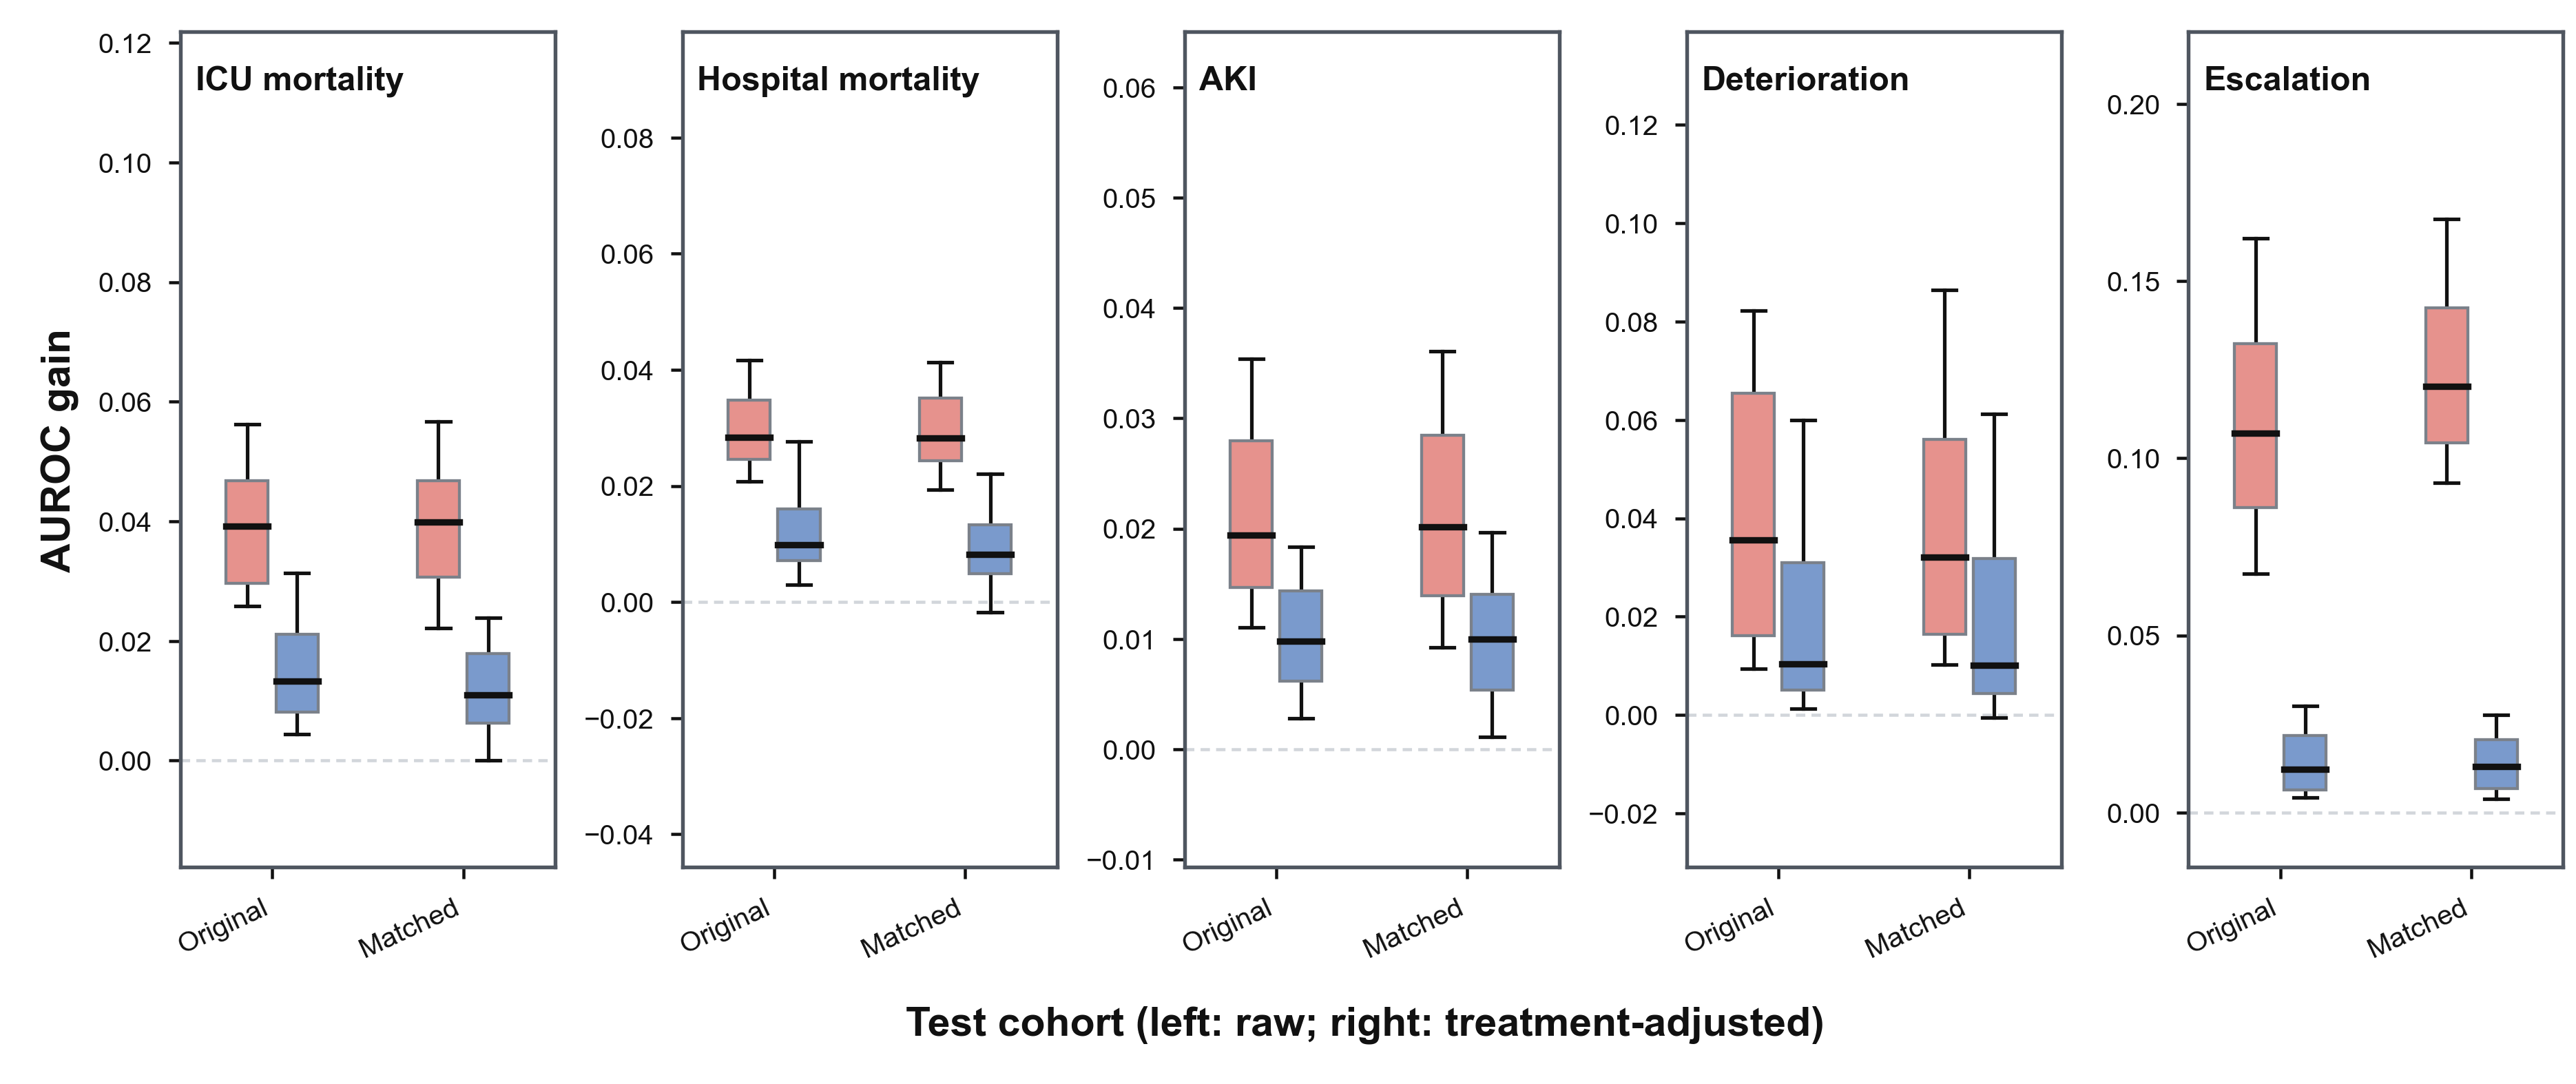 ICU mortality
Hospital mortality
AKI
Deterioration
Escalation
AUROC gain
0.12
0.10
0.08
0.06
0.04
0.02
0.00
0.08
0.06
0.04
0.02
0.00
−0.02
−0.04
0.06
0.05
0.04
0.03
0.02
0.01
0.00
−0.01
0.12
0.10
0.08
0.06
0.04
0.02
0.00
−0.02
0.20
0.15
0.10
0.05
0.00
Original
Matched
Original
Matched
Original
Matched
Original
Matched
Original
Matched
Test cohort (left: raw; right: treatment-adjusted)